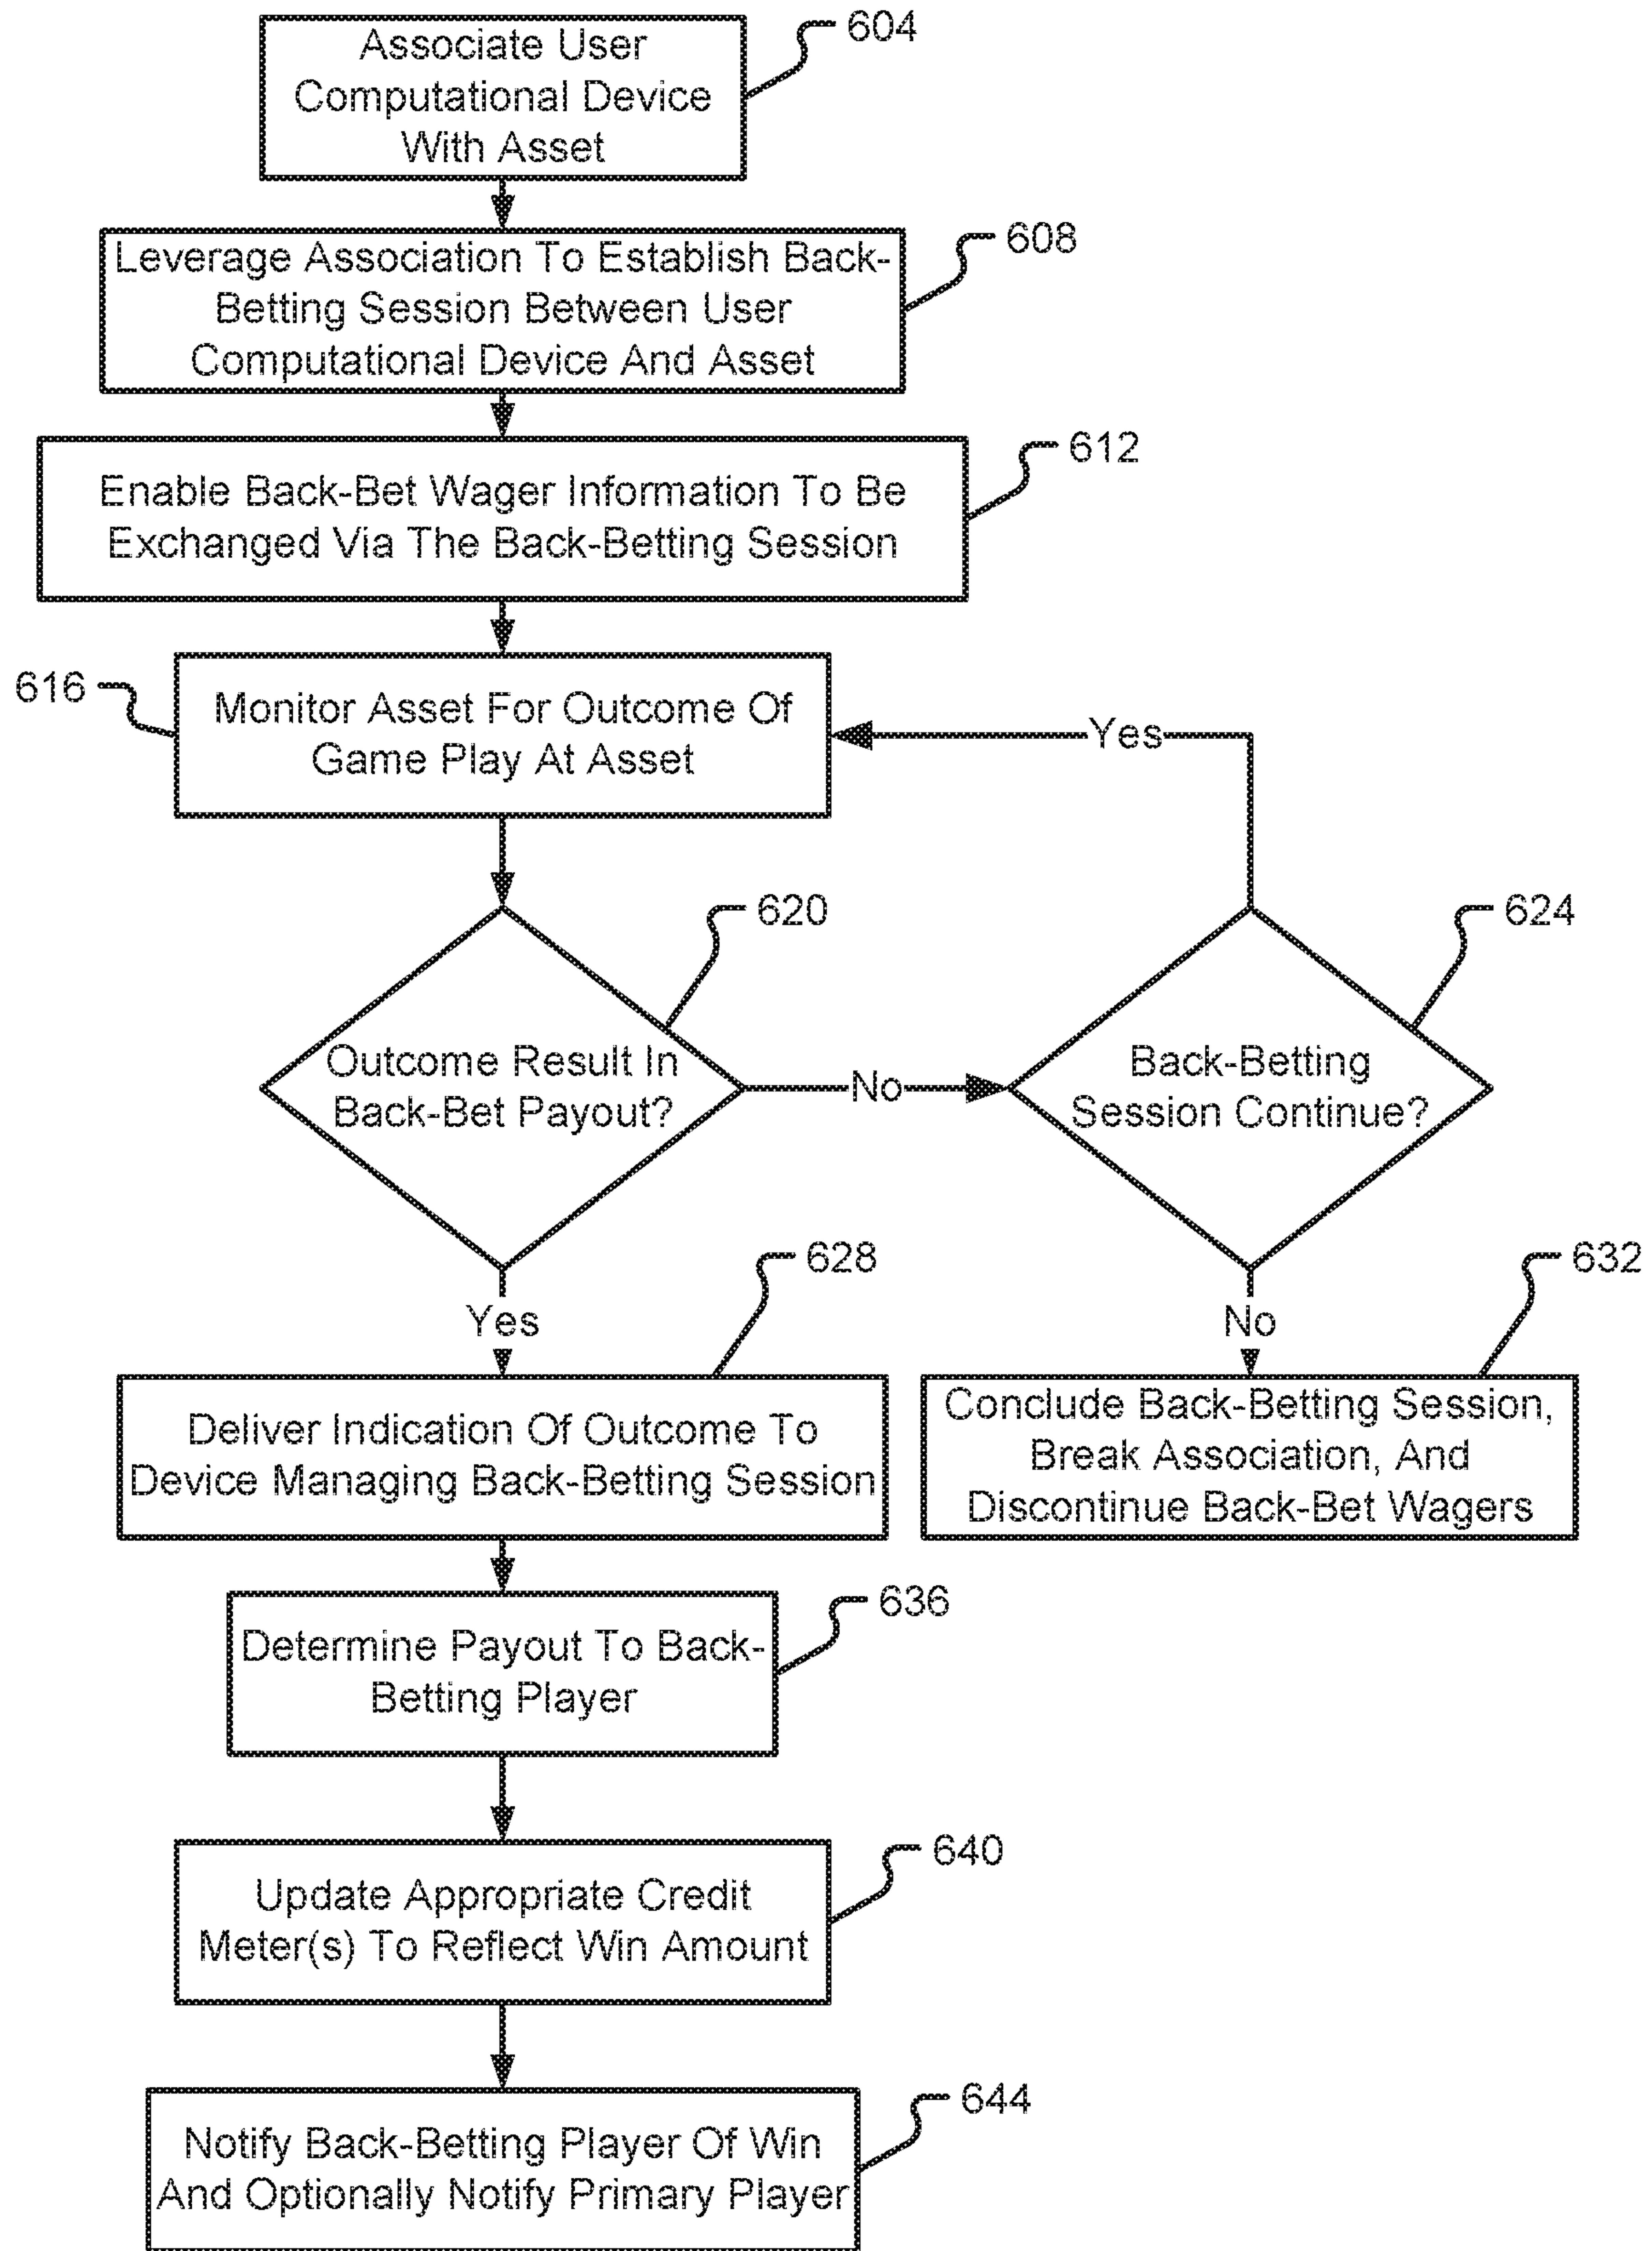 Associate User
Computational Device
With Asset
604
Leverage Association To Establish Back-
Betting Session Between User
Computational Device And Asset
608
Enable Back-Bet Wager Information To Be
Exchanged Via The Back-Betting Session
612
616
Monitor Asset For Outcome Of
Game Play At Asset
Yes
620
624
Outcome Result In
Back-Bet Payout?
No
Back-Betting
Session Continue?
628
632
Yes
No
Deliver Indication Of Outcome To
Device Managing Back-Betting Session
Conclude Back-Betting Session,
Break Association, And
Discontinue Back-Bet Wagers
636
Determine Payout To Back-
Betting Player
640
Update Appropriate Credit
Meter(s) To Reflect Win Amount
644
Notify Back-Betting Player Of Win
And Optionally Notify Primary Player